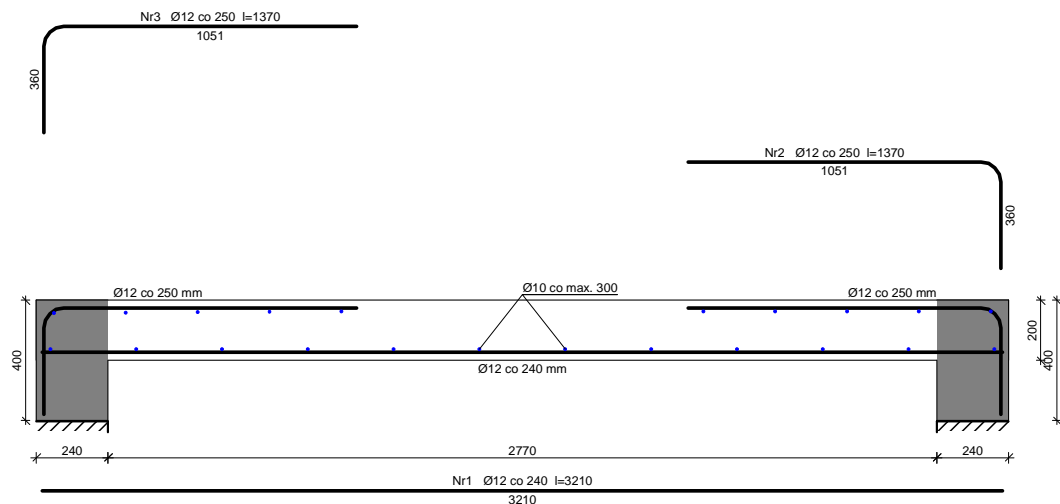 Nr3 Ø12 co 250 l=1370
1051
360
Nr2 Ø12 co 250 l=1370
1051
360
Ø12 co 250 mm
Ø10 co max. 300
Ø12 co 250 mm
400
200
400
Ø12 co 240 mm
240
2770
240
Nr1 Ø12 co 240 l=3210
3210